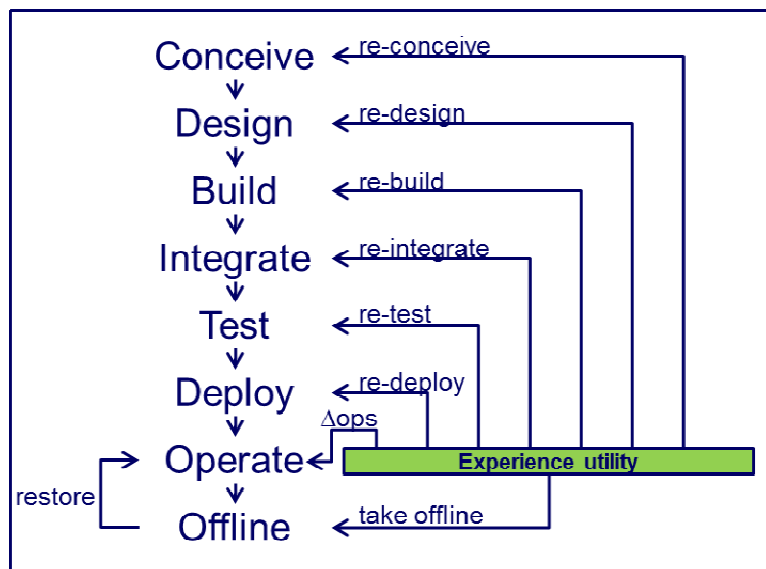 Conceive
re-conceive
Design
re-design
Build
re-build
Integrate
re-integrate
Test
re-test
Deploy
re-deploy
Δops
Operate
Experience utility
restore
Offline
take offline